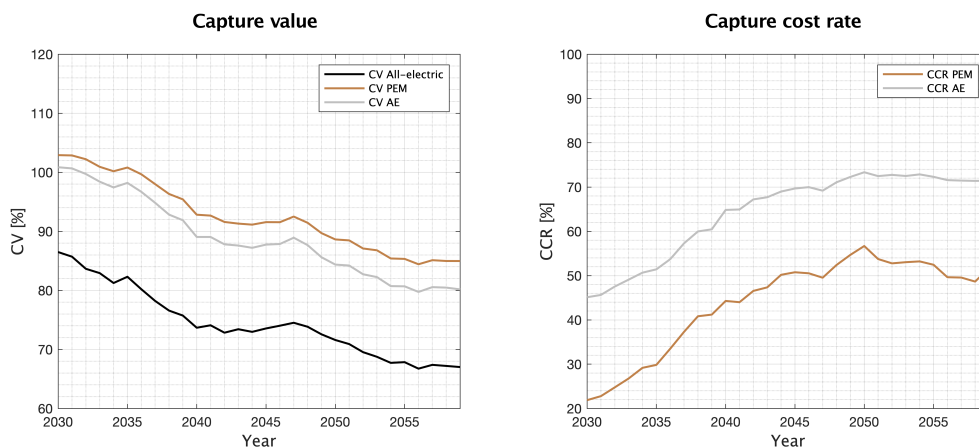 Capture value
120
110
100
90
80
70
60
2030
2035
2040
2045
2050
2055
Year
CV [%]
CV All-electric
CV PEM
CV AE
Capture cost rate
100
90
80
70
60
50
40
30
20
2030
2035
2040
2045
2050
2055
Year
CCR [%]
CCR PEM
CCR AE